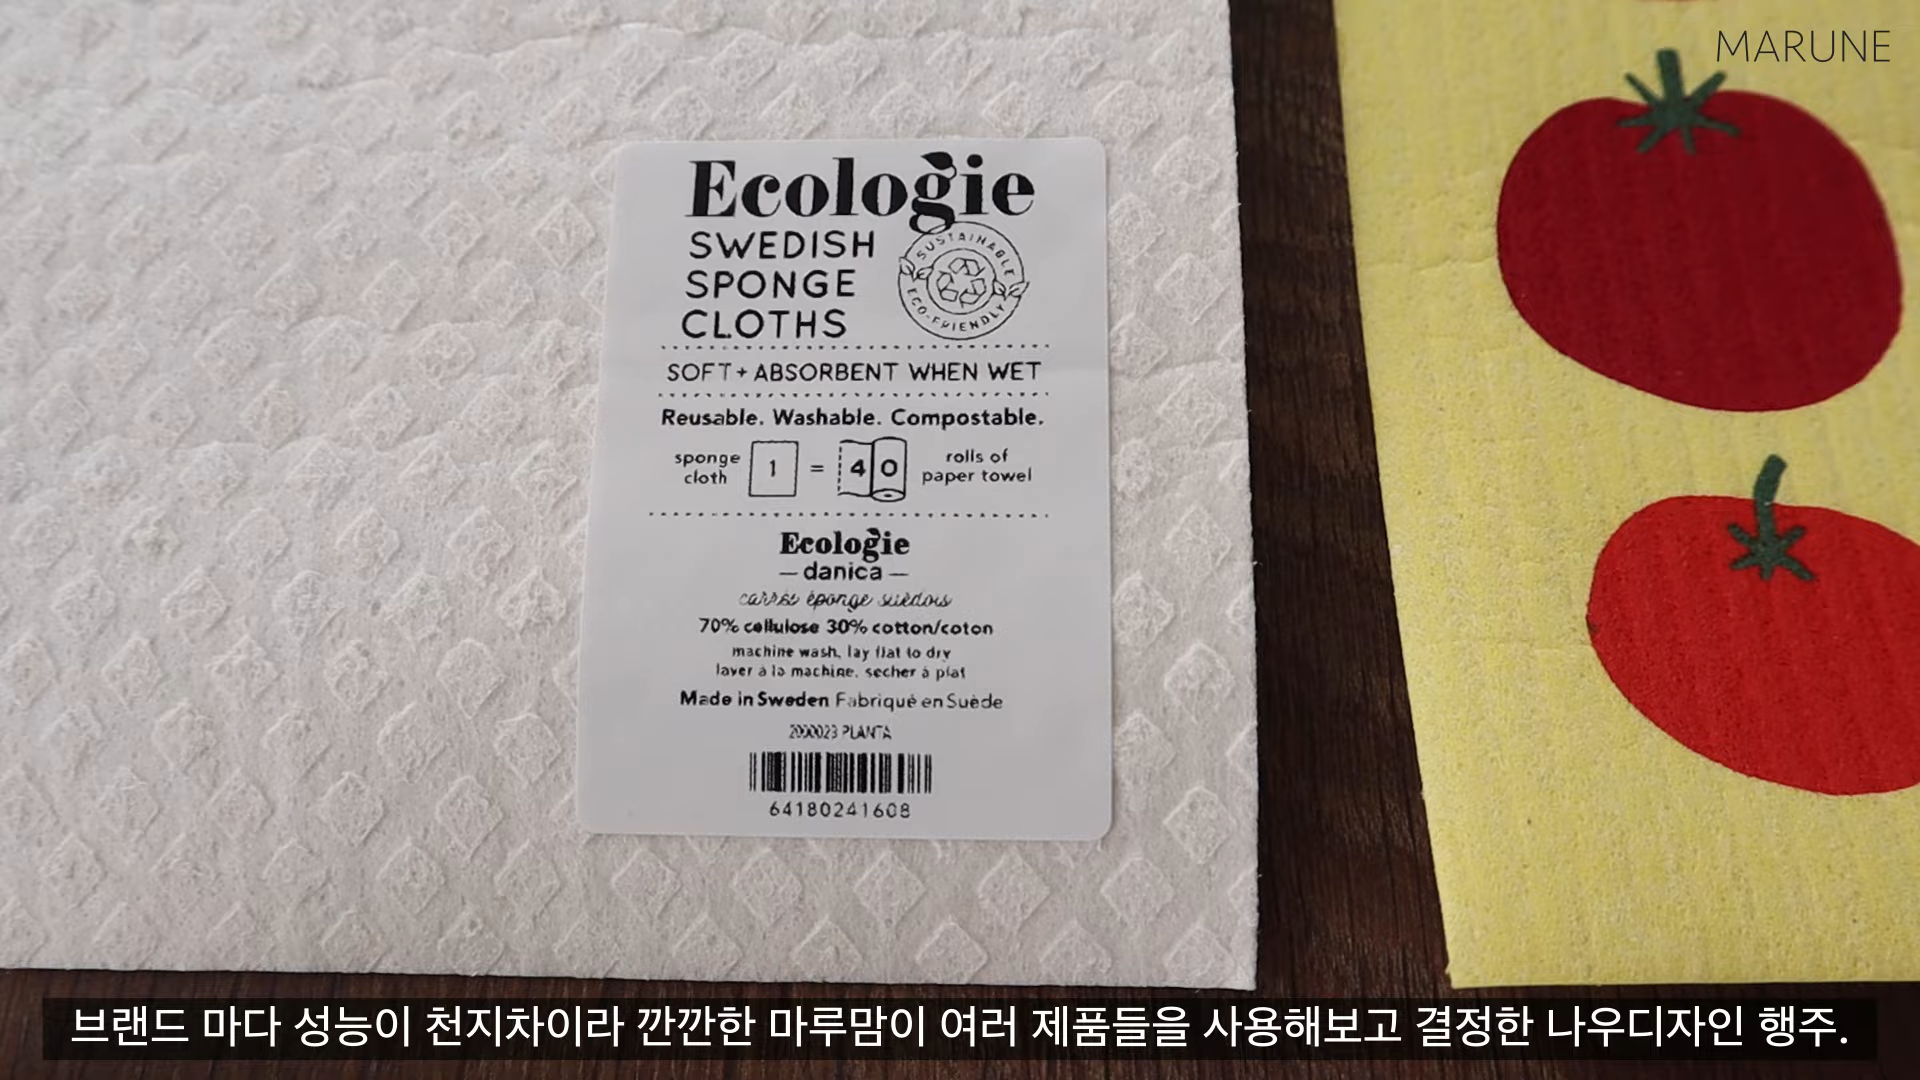 MARUNE
Ecologie
SWEDISH
SPONGE
CLOTHS
SUSTAINABLE
ECO-FRIENDLY
SOFT + ABSORBENT WHEN WET
Reusable. Washable. Compostable.
sponge cloth 1 = 40 rolls of paper towel
Ecologie
— danica —
carré éponge suédois
70% cellulose 30% cotton/coton
machine wash, lay flat to dry
laver à la machine, secher à plat
Made in Sweden Fabriqué en Suède
2000023 PLANTA
64180241608
브랜드 마다 성능이 천지차이라 깐깐한 마루맘이 여러 제품들을 사용해보고 결정한 나우디자인 행주.